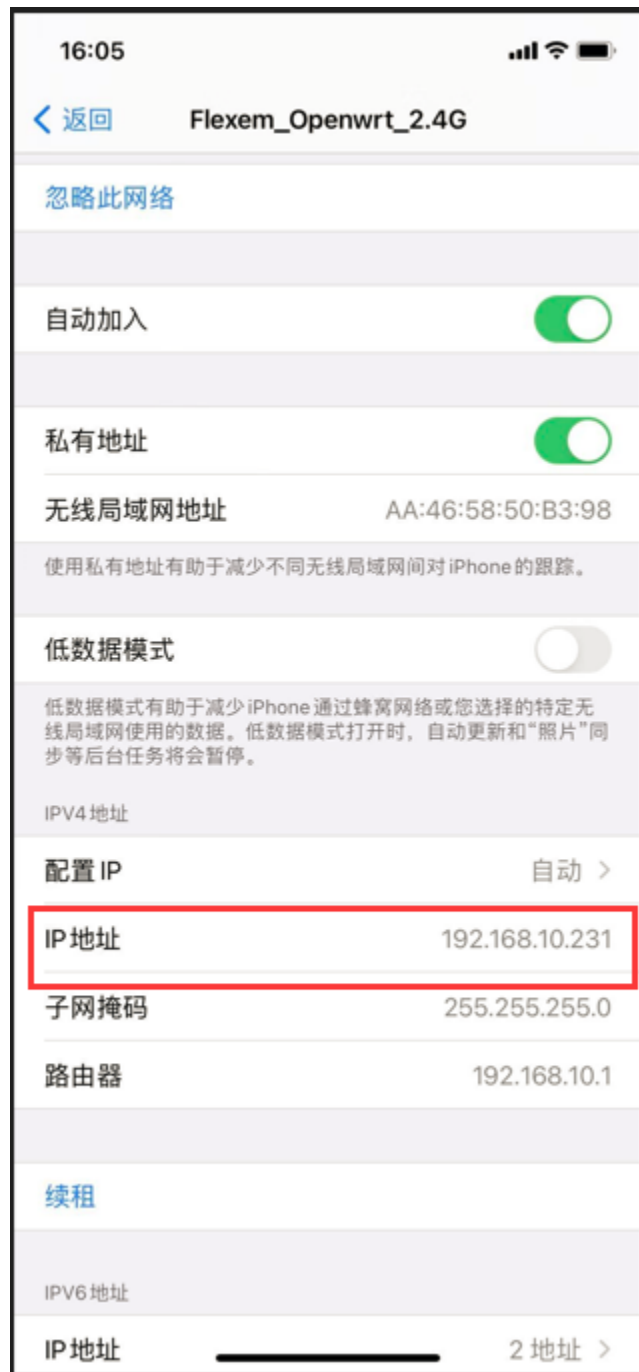 16:05
返回
Flexem_Openwrt_2.4G
忽略此网络
自动加入
私有地址
无线局域网地址 AA:46:58:50:B3:98
使用私有地址有助于减少不同无线局域网间对 iPhone 的跟踪。
低数据模式
低数据模式有助于减少 iPhone 通过蜂窝网络或您选择的特定无
线局域网使用的数据。低数据模式打开时，自动更新和“照片”同
步等后台任务将会暂停。
IPV4 地址
配置 IP 自动
IP 地址 192.168.10.231
子网掩码 255.255.255.0
路由器 192.168.10.1
续租
IPV6 地址
IP 地址 2 地址